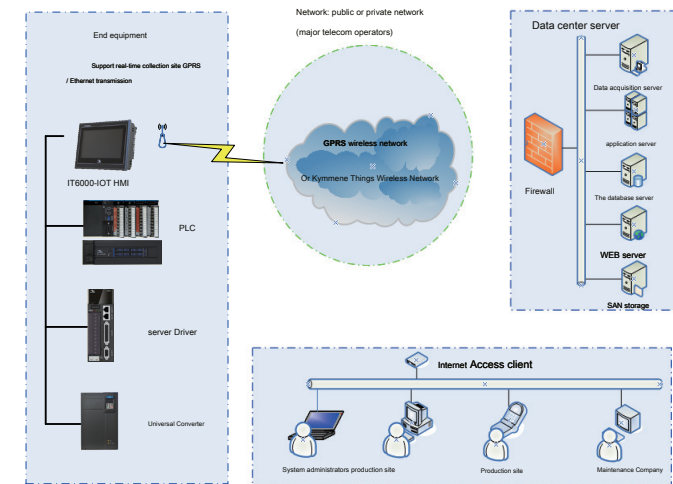 End equipment
Support real-time collection site GPRS
/ Ethernet transmission
IT6000-IOT HMI
PLC
server Driver
Universal Converter
Network: public or private network
(major telecom operators)
GPRS wireless network
Or Kymmene Things Wireless Network
Data center server
Data acquisition server
application server
Firewall
The database server
WEB server
SAN storage
Internet Access client
System administrators production site
Production site
Maintenance Company